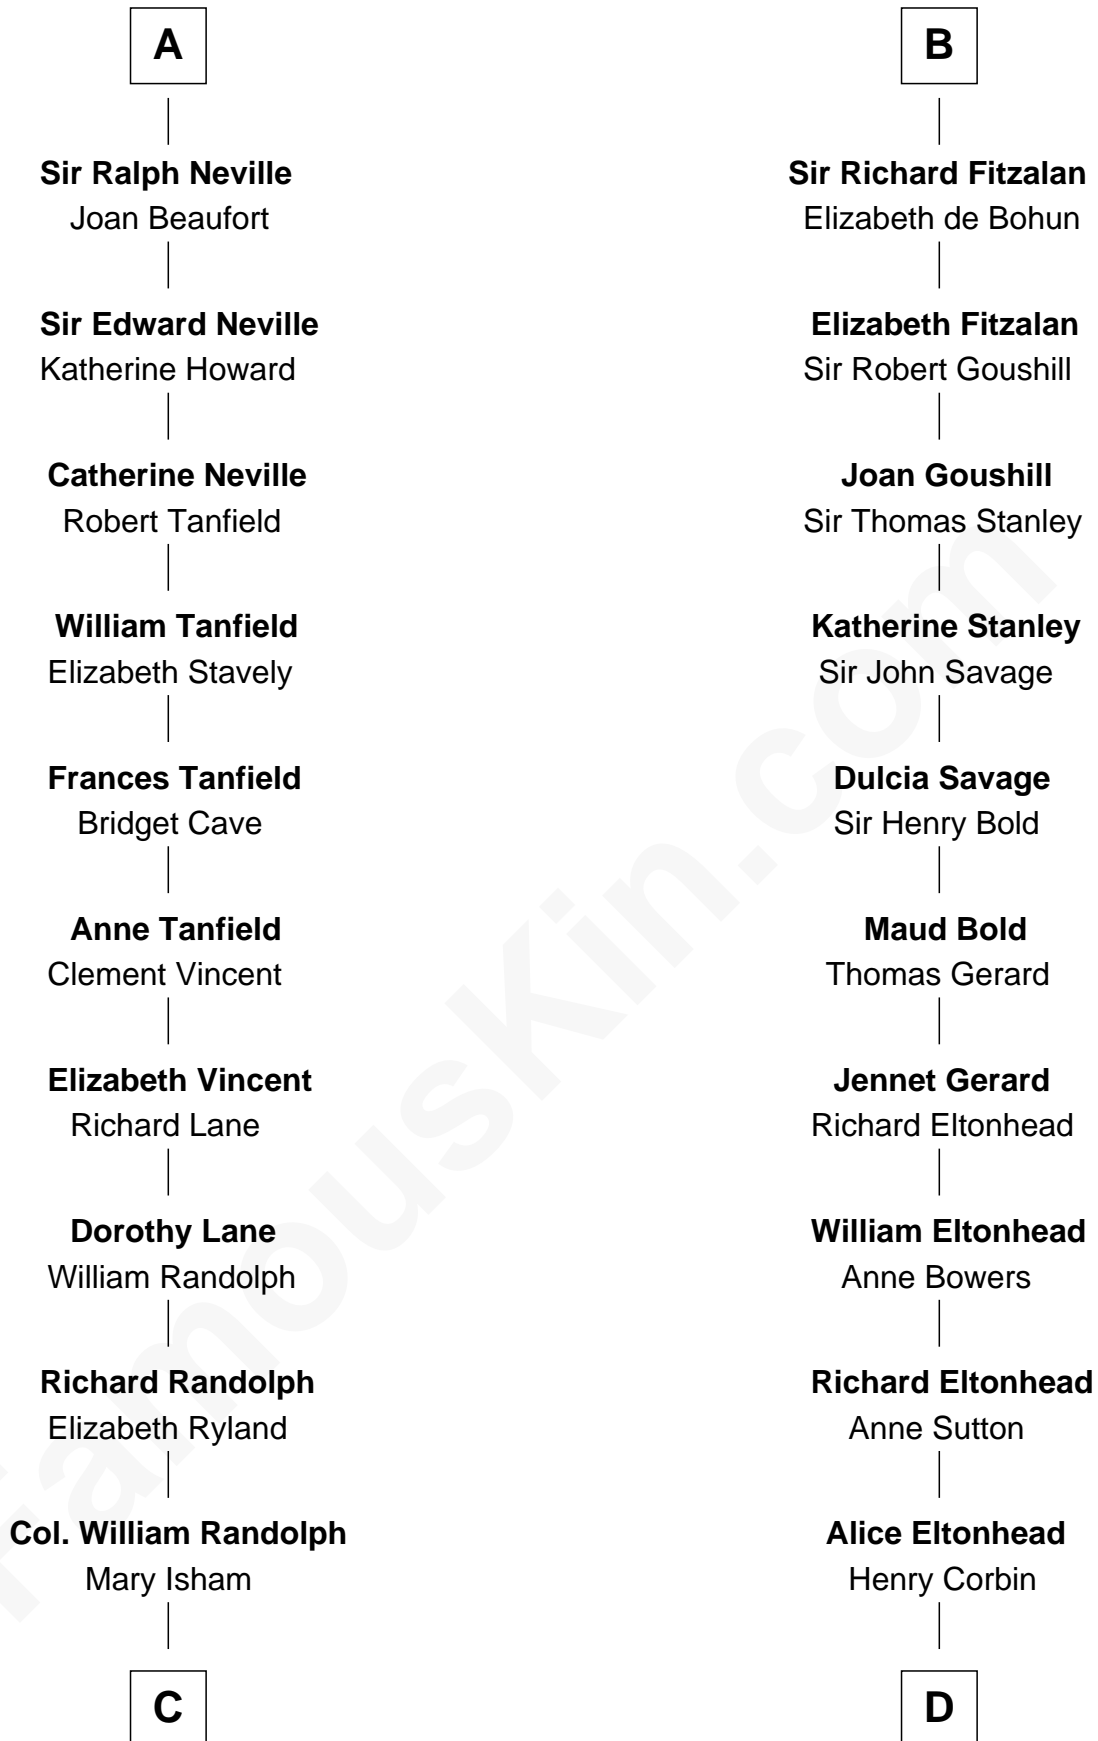 A
Sir Ralph Neville
Joan Beaufort
Sir Edward Neville
Katherine Howard
Catherine Neville
Robert Tanfield
William Tanfield
Elizabeth Stavely
Frances Tanfield
Bridget Cave
Anne Tanfield
Clement Vincent
Elizabeth Vincent
Richard Lane
Dorothy Lane
William Randolph
Richard Randolph
Elizabeth Ryland
Col. William Randolph
Mary Isham
C
B
Sir Richard Fitzalan
Elizabeth de Bohun
Elizabeth Fitzalan
Sir Robert Goushill
Joan Goushill
Sir Thomas Stanley
Katherine Stanley
Sir John Savage
Dulcia Savage
Sir Henry Bold
Maud Bold
Thomas Gerard
Jennet Gerard
Richard Eltonhead
William Eltonhead
Anne Bowers
Richard Eltonhead
Anne Sutton
Alice Eltonhead
Henry Corbin
D
FamousKin.com